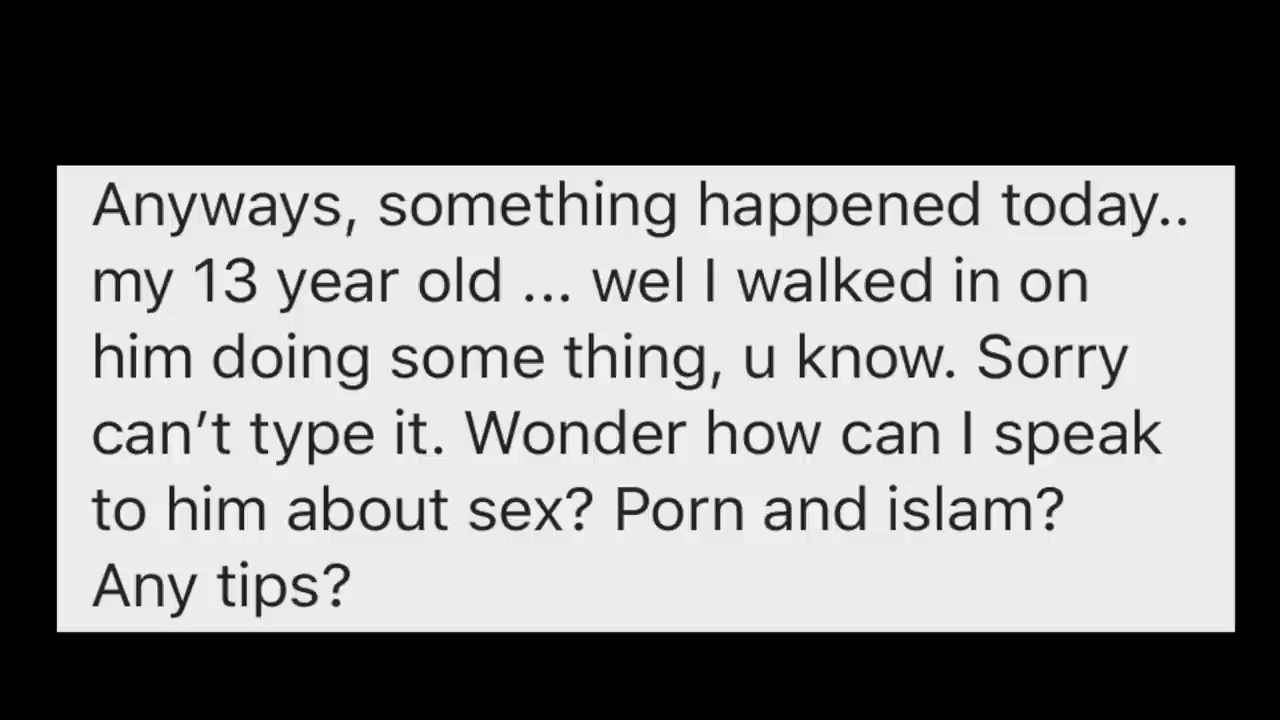 Anyways, something happened today..
my 13 year old ... wel I walked in on
him doing some thing, u know. Sorry
can’t type it. Wonder how can I speak
to him about sex? Porn and islam?
Any tips?